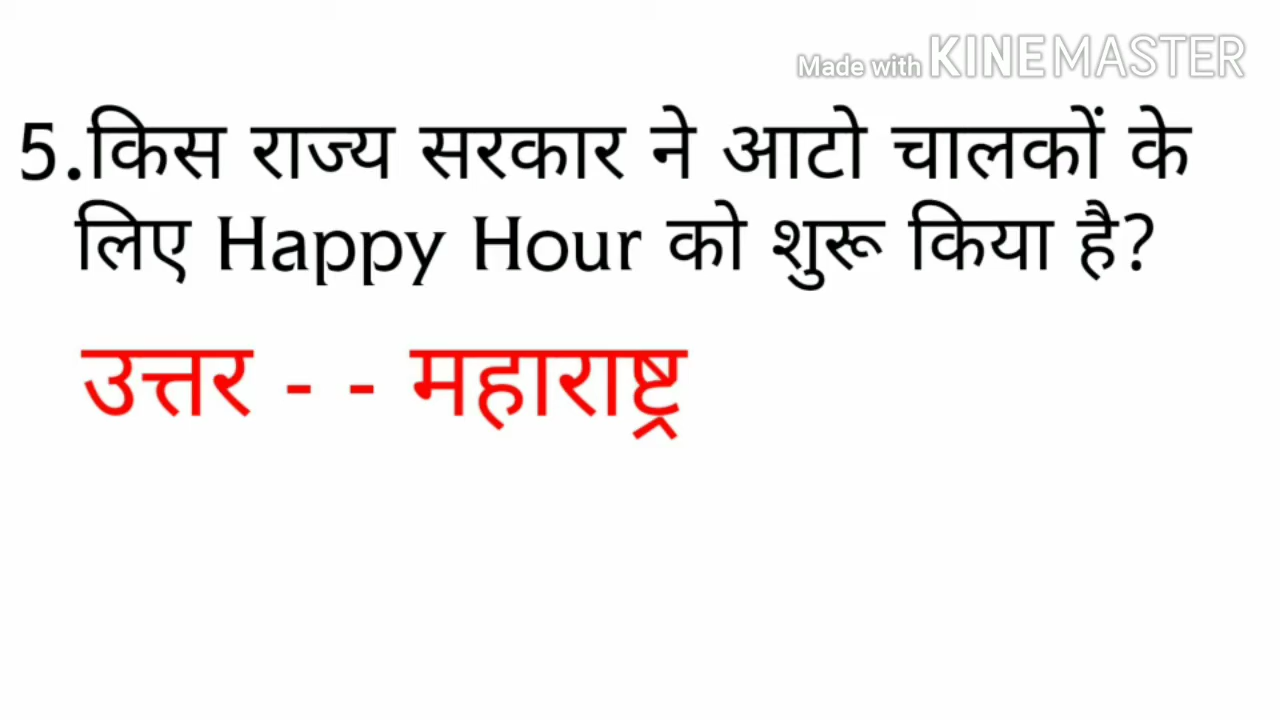 Made with KINEMASTER
5.किस राज्य सरकार ने आटो चालकों के
लिए Happy Hour को शुरू किया है?
उत्तर - - महाराष्ट्र